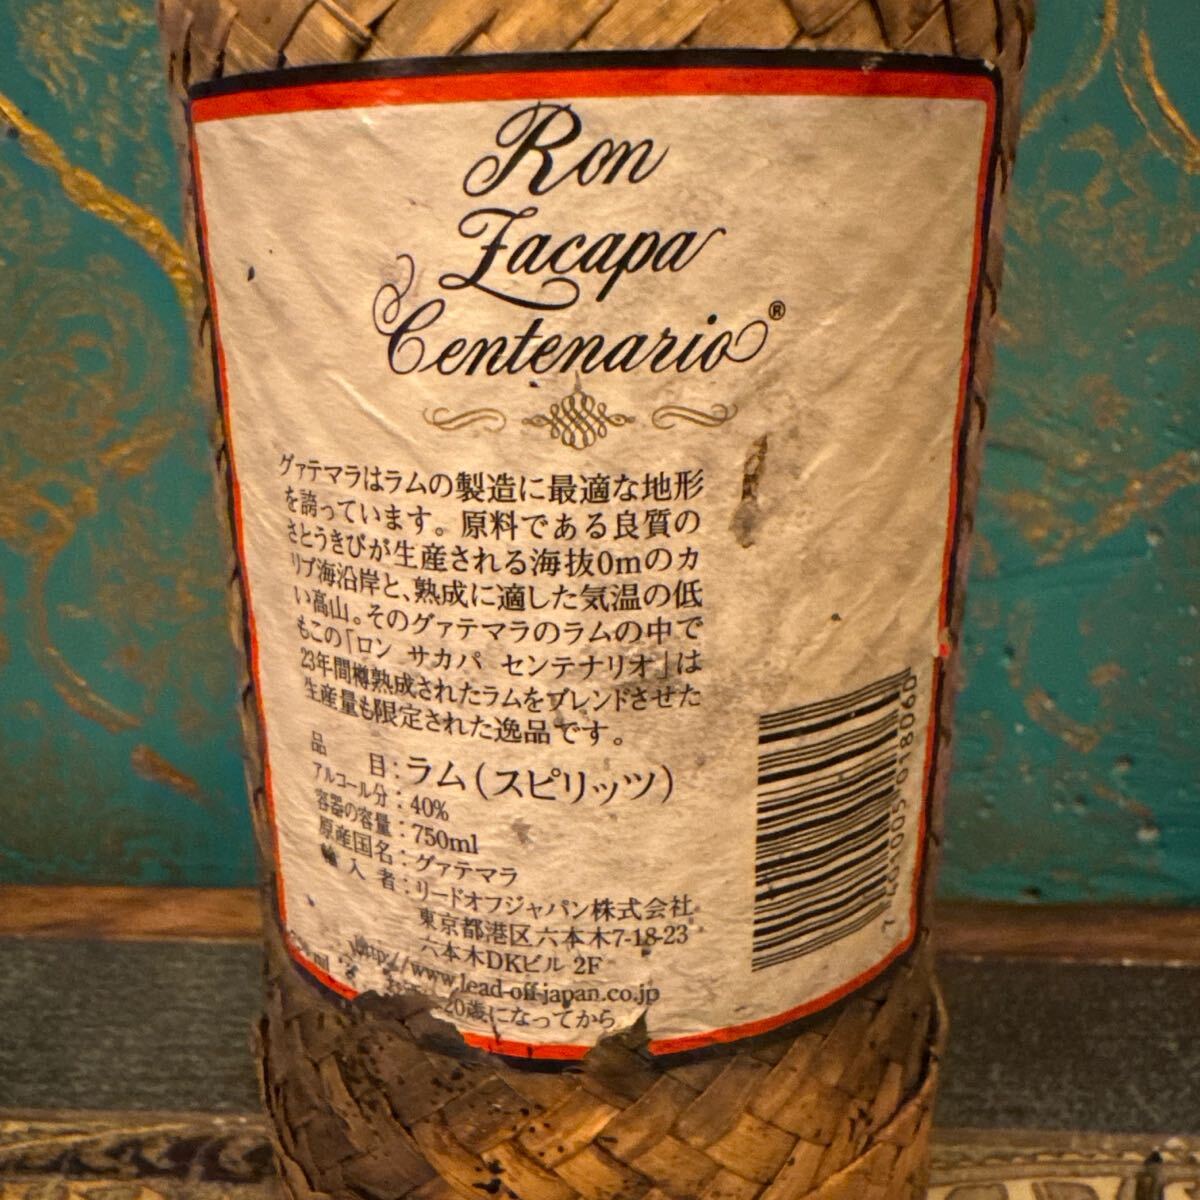 Ron
Zacapa
Centenario®
グァテマラはラムの製造に最適な地形
を誇っています。原料である良質の
さとうきびが生産される海抜0mのカ
リブ海沿岸と、熟成に適した気温の低
い高山。そのグァテマラのラムの中で
もこの「ロン サカパ センテナリオ」は
23年間樽熟成されたラムをブレンドさせた
生産量も限定された逸品です。
品 目：ラム（スピリッツ）
アルコール分：40%
容器の容量：750ml
原産国名：グァテマラ
輸入者：リードオフジャパン株式会社
東京都港区六本木7-18-23
六本木DKビル 2F
http://www.lead-off-japan.co.jp
20歳になってから
7 401005 018060